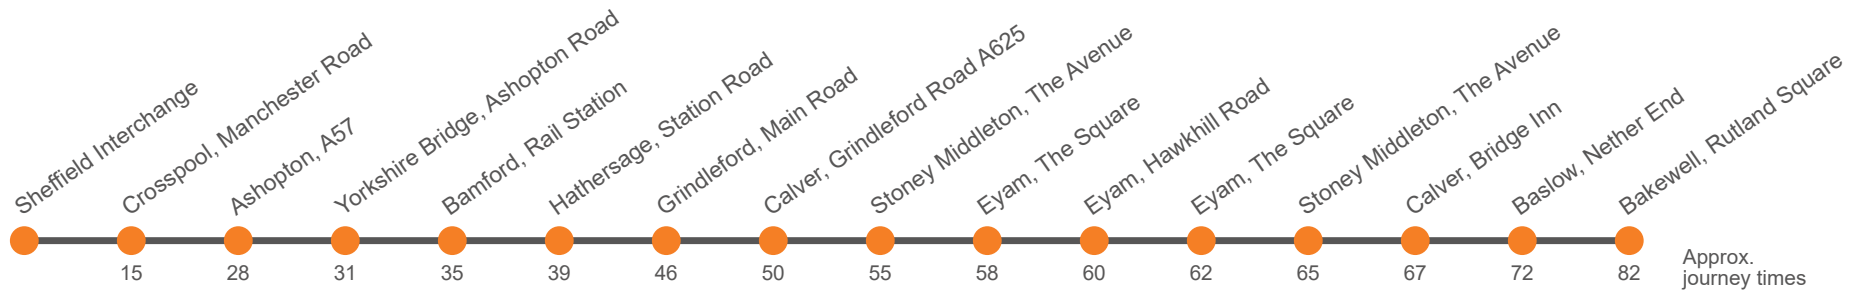 Sheffield Interchange
Crosspool, Manchester Road
Ashopton, A57
Yorkshire Bridge, Ashopton Road
Bamford, Rail Station
Hathersage, Station Road
Grindleford, Main Road
Calver, Grindleford Road A625
Stoney Middleton, The Avenue
Eyam, The Square
Eyam, Hawkhill Road
Eyam, The Square
Stoney Middleton, The Avenue
Calver, Bridge Inn
Baslow, Nether End
Bakewell, Rutland Square
15 28 31 35 39 46 50 55 58 60 62 65 67 72 82
Approx.
journey times